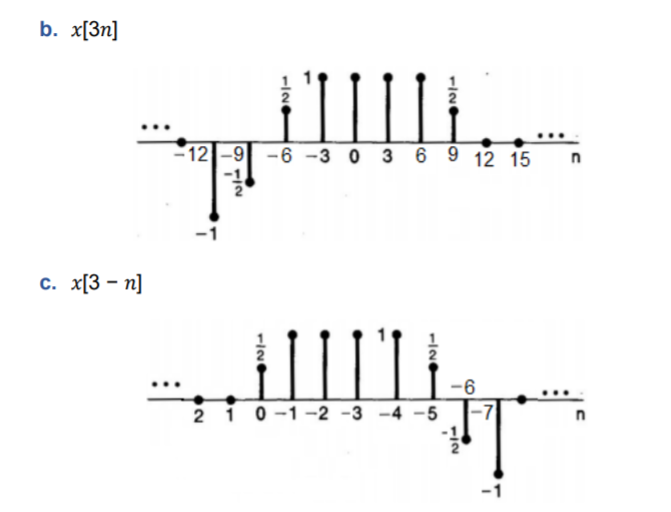 b. x[3n]
1/2 1 1/2
...
...
-12 -9 -6 -3 0 3 6 9 12 15 n
-1/2
-1
c. x[3 − n]
1/2 1 1/2
...
-6
...
2 1 0 -1 -2 -3 -4 -5 -7 n
-1/2
-1